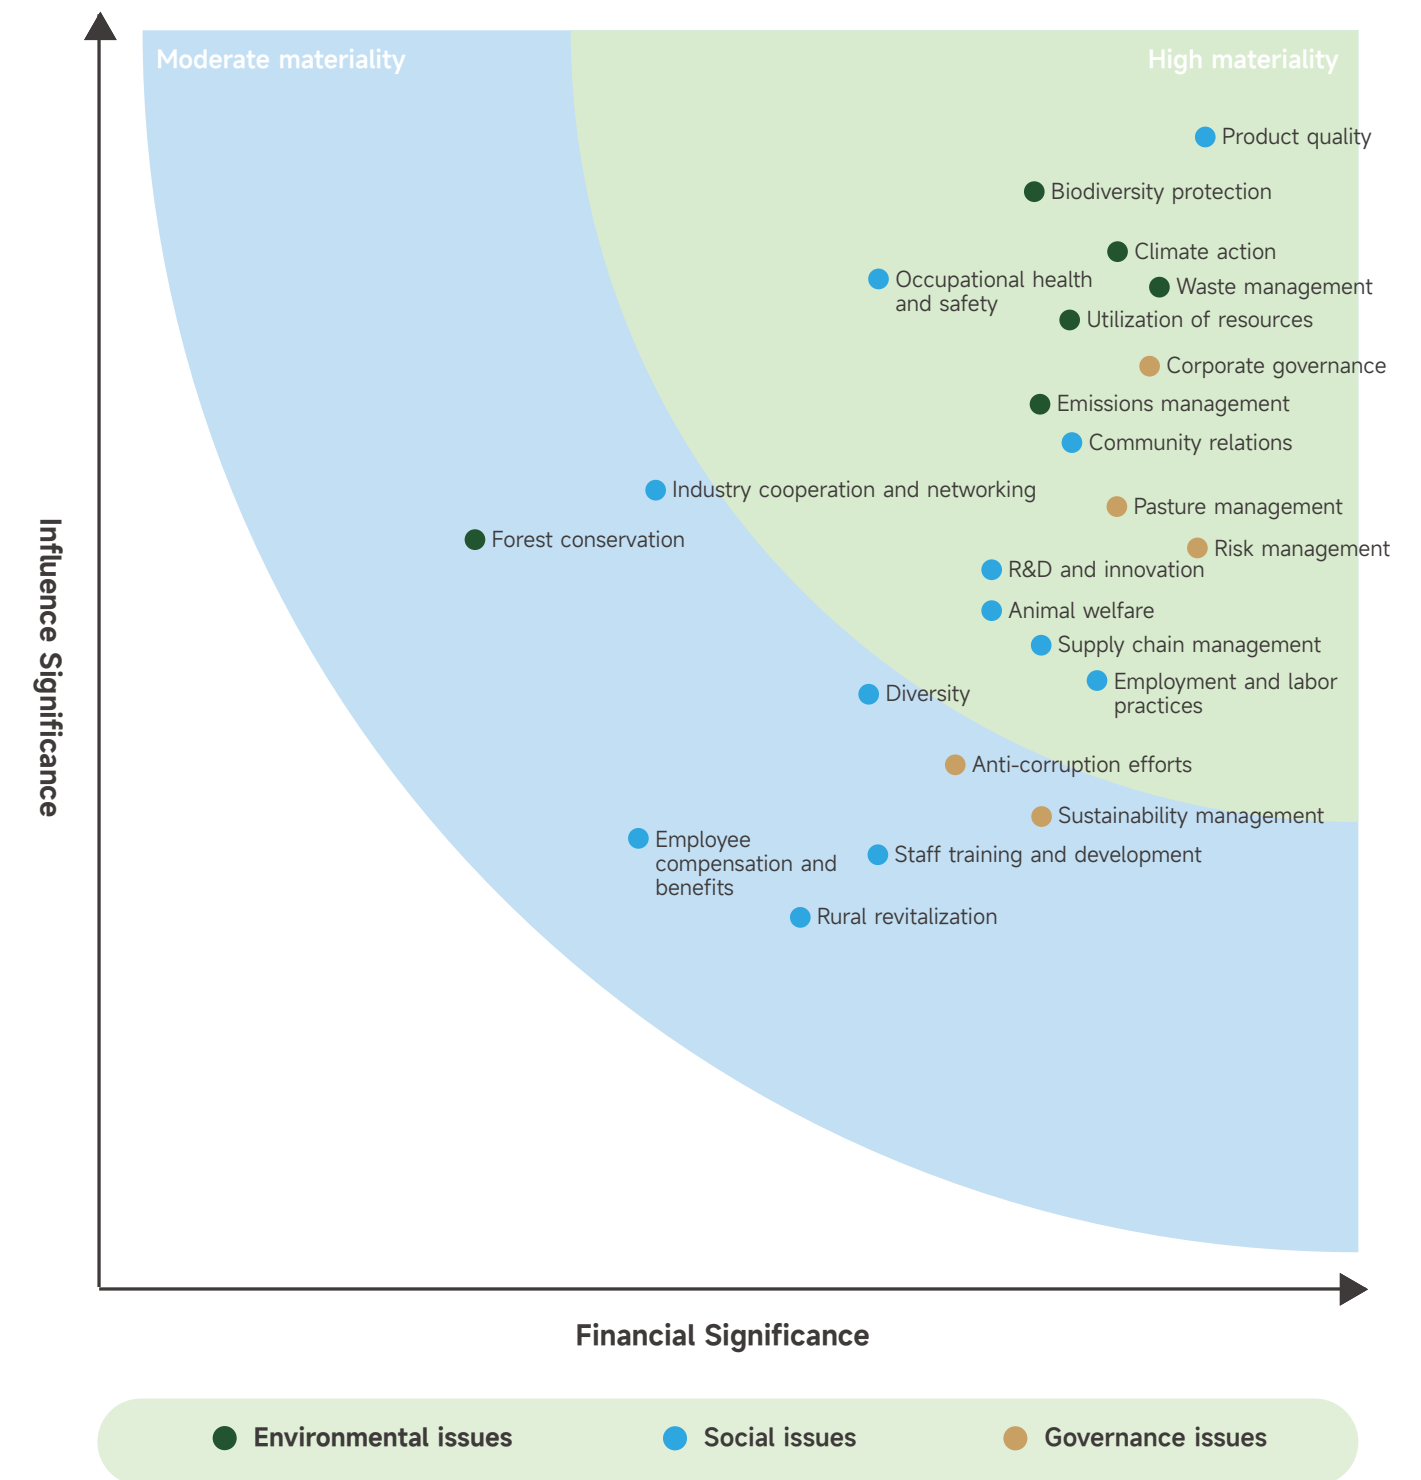 Moderate materiality
High materiality
Product quality
Biodiversity protection
Climate action
Occupational health
and safety
Waste management
Utilization of resources
Corporate governance
Emissions management
Community relations
Industry cooperation and networking
Pasture management
Forest conservation
Risk management
R&D and innovation
Animal welfare
Supply chain management
Employment and labor
practices
Diversity
Anti-corruption efforts
Sustainability management
Employee
compensation and
benefits
Staff training and development
Rural revitalization
Influence Significance
Financial Significance
Environmental issues
Social issues
Governance issues